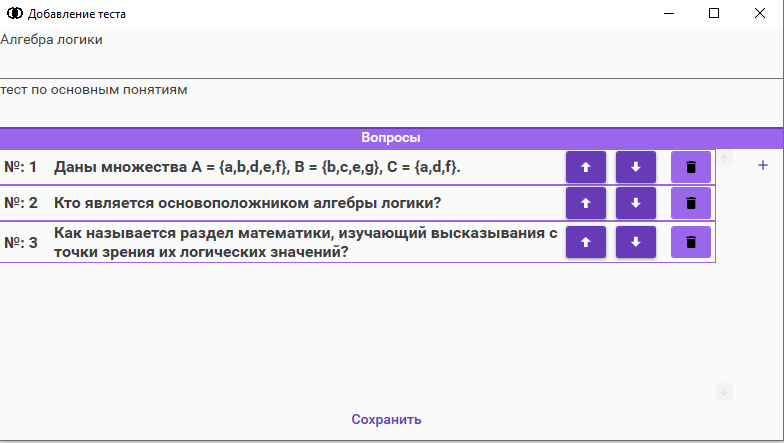 Добавление теста
Алгебра логики
тест по основным понятиям
Вопросы
№: 1 Даны множества A = {a,b,d,e,f}, B = {b,c,e,g}, C = {a,d,f}.
№: 2 Кто является основоположником алгебры логики?
№: 3 Как называется раздел математики, изучающий высказывания с
точки зрения их логических значений?
Сохранить